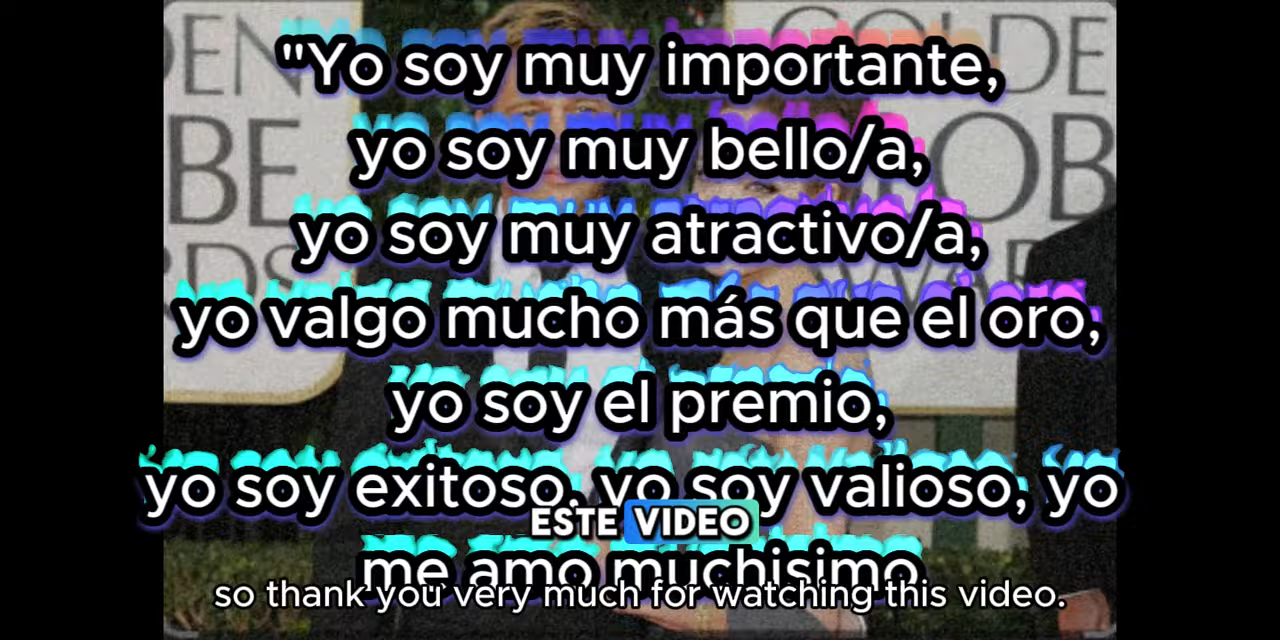 "Yo soy muy importante,
yo soy muy bello/a,
yo soy muy atractivo/a,
yo valgo mucho más que el oro,
yo soy el premio,
yo soy exitoso, yo soy valioso, yo
ESTE VIDEO
me amo muchisimo
so thank you very much for watching this video.